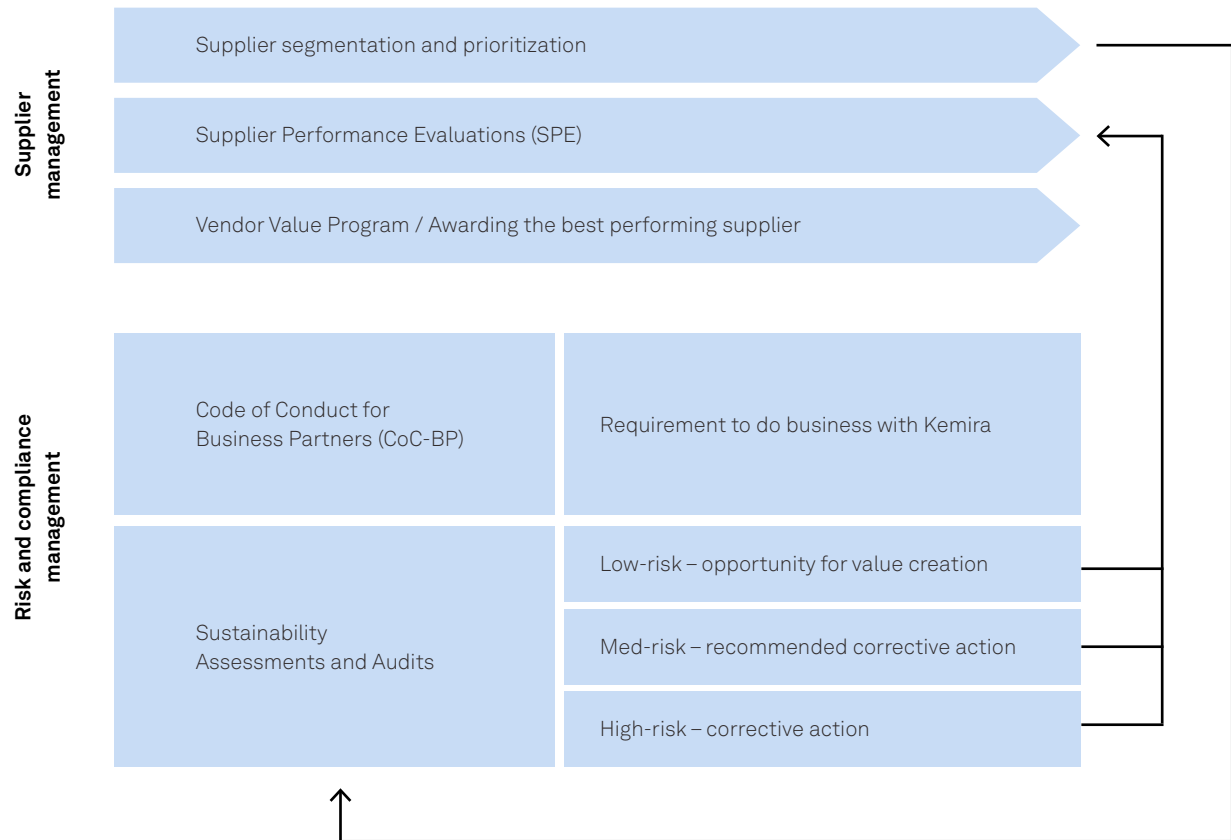 Supplier
management
Supplier segmentation and prioritization
Supplier Performance Evaluations (SPE)
Vendor Value Program / Awarding the best performing supplier
Risk and compliance
management
Code of Conduct for
Business Partners (CoC-BP)
Requirement to do business with Kemira
Sustainability
Assessments and Audits
Low-risk – opportunity for value creation
Med-risk – recommended corrective action
High-risk – corrective action